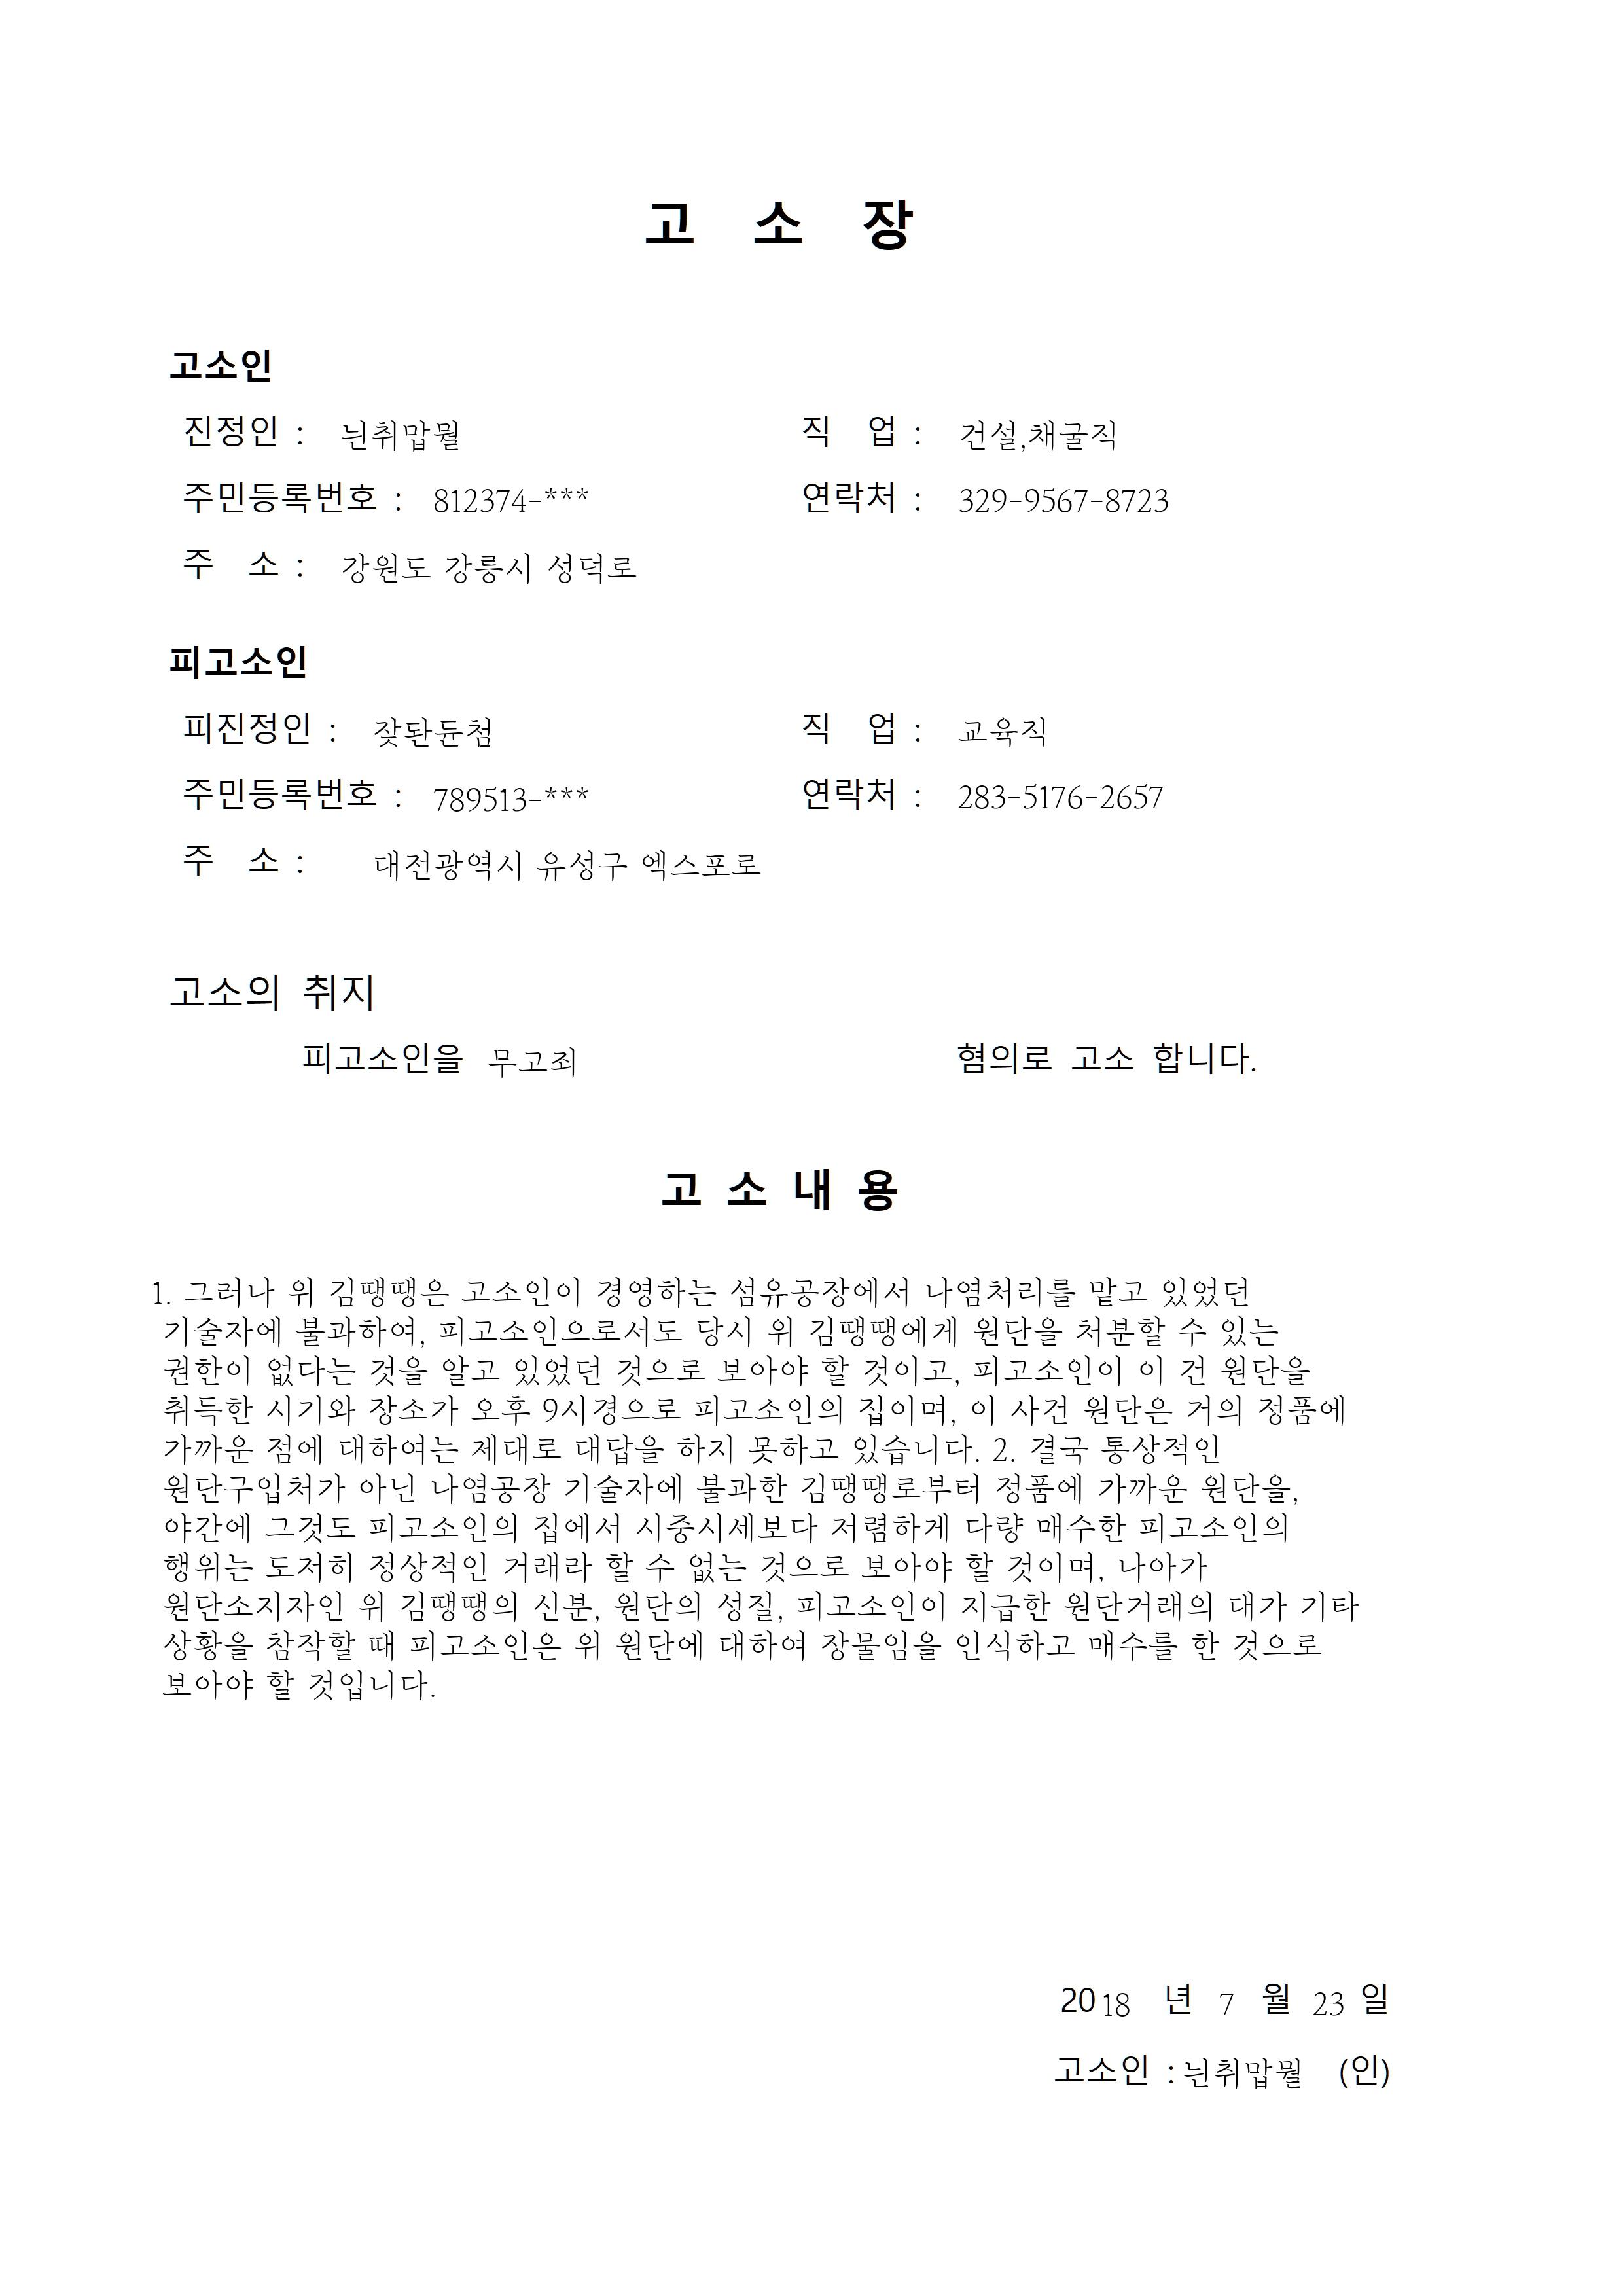 고 소 장
고소인
진정인 : 닌취맙뭘 직 업 : 건설,채굴직
주민등록번호 : 812374-*** 연락처 : 329-9567-8723
주 소 : 강원도 강릉시 성덕로
피고소인
피진정인 : 잦똰듄첨 직 업 : 교육직
주민등록번호 : 789513-*** 연락처 : 283-5176-2657
주 소 : 대전광역시 유성구 엑스포로
고소의 취지
피고소인을 무고죄 혐의로 고소 합니다.
고 소 내 용
1. 그러나 위 김땡땡은 고소인이 경영하는 섬유공장에서 나염처리를 맡고 있었던
기술자에 불과하여, 피고소인으로서도 당시 위 김땡땡에게 원단을 처분할 수 있는
권한이 없다는 것을 알고 있었던 것으로 보아야 할 것이고, 피고소인이 이 건 원단을
취득한 시기와 장소가 오후 9시경으로 피고소인의 집이며, 이 사건 원단은 거의 정품에
가까운 점에 대하여는 제대로 대답을 하지 못하고 있습니다. 2. 결국 통상적인
원단구입처가 아닌 나염공장 기술자에 불과한 김땡땡로부터 정품에 가까운 원단을,
야간에 그것도 피고소인의 집에서 시중시세보다 저렴하게 다량 매수한 피고소인의
행위는 도저히 정상적인 거래라 할 수 없는 것으로 보아야 할 것이며, 나아가
원단소지자인 위 김땡땡의 신분, 원단의 성질, 피고소인이 지급한 원단거래의 대가 기타
상황을 참작할 때 피고소인은 위 원단에 대하여 장물임을 인식하고 매수를 한 것으로
보아야 할 것입니다.
2018 년 7 월 23 일
고소인 : 닌취맙뭘 (인)